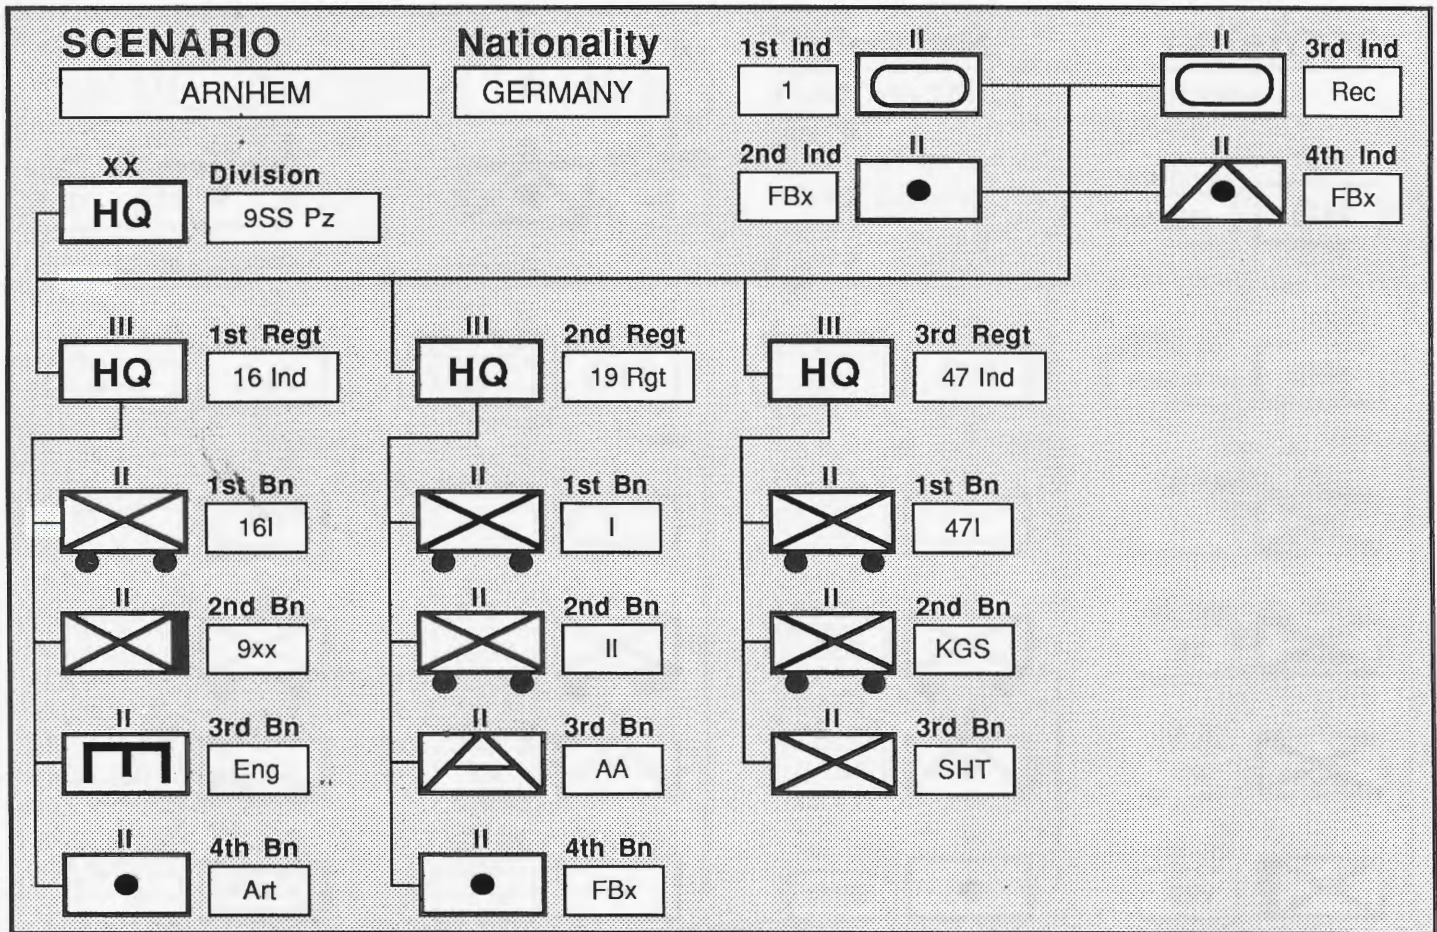 SCENARIO
Nationality
ARNHEM
GERMANY
1st Ind
II
II
3rd Ind
1
Rec
2nd Ind
II
II
4th Ind
FBx
FBx
XX
Division
HQ
9SS Pz
III
1st Regt
III
2nd Regt
III
3rd Regt
HQ
16 Ind
HQ
19 Rgt
HQ
47 Ind
II
1st Bn
II
1st Bn
II
1st Bn
16I
I
47I
II
2nd Bn
II
2nd Bn
II
2nd Bn
9xx
II
KGS
II
3rd Bn
II
3rd Bn
II
3rd Bn
Eng
AA
SHT
II
4th Bn
II
4th Bn
Art
FBx